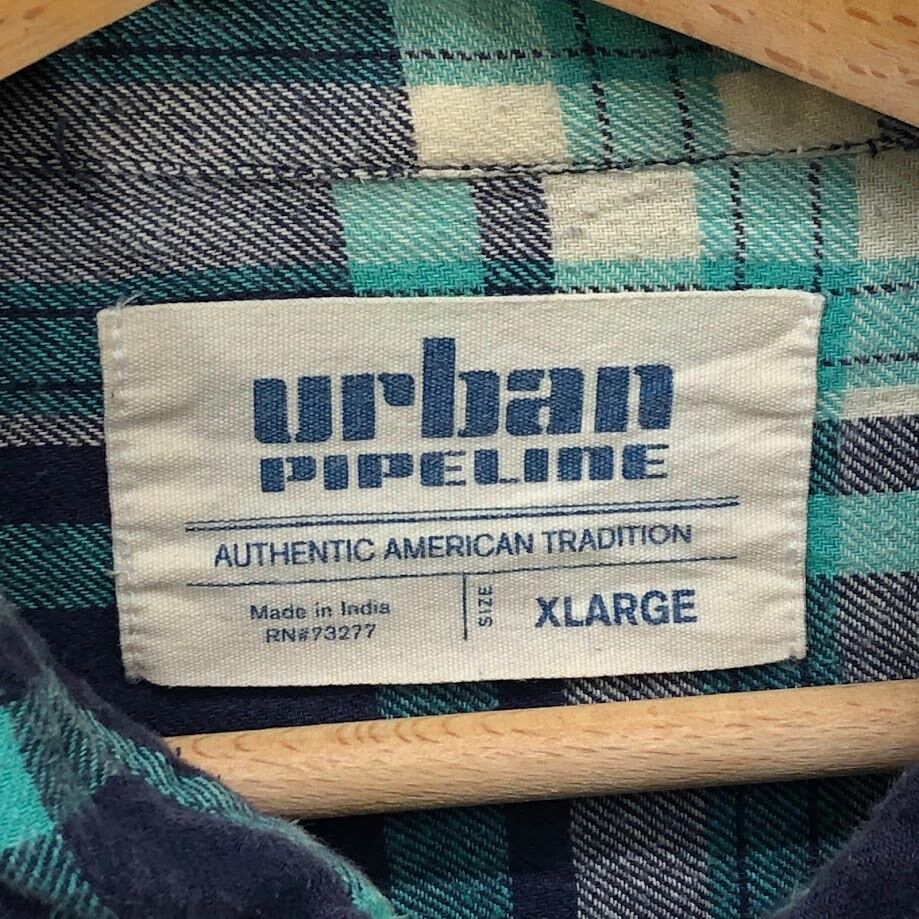 urban
PIPELINE
AUTHENTIC AMERICAN TRADITION
Made in India
RN#73277
SIZE
XLARGE